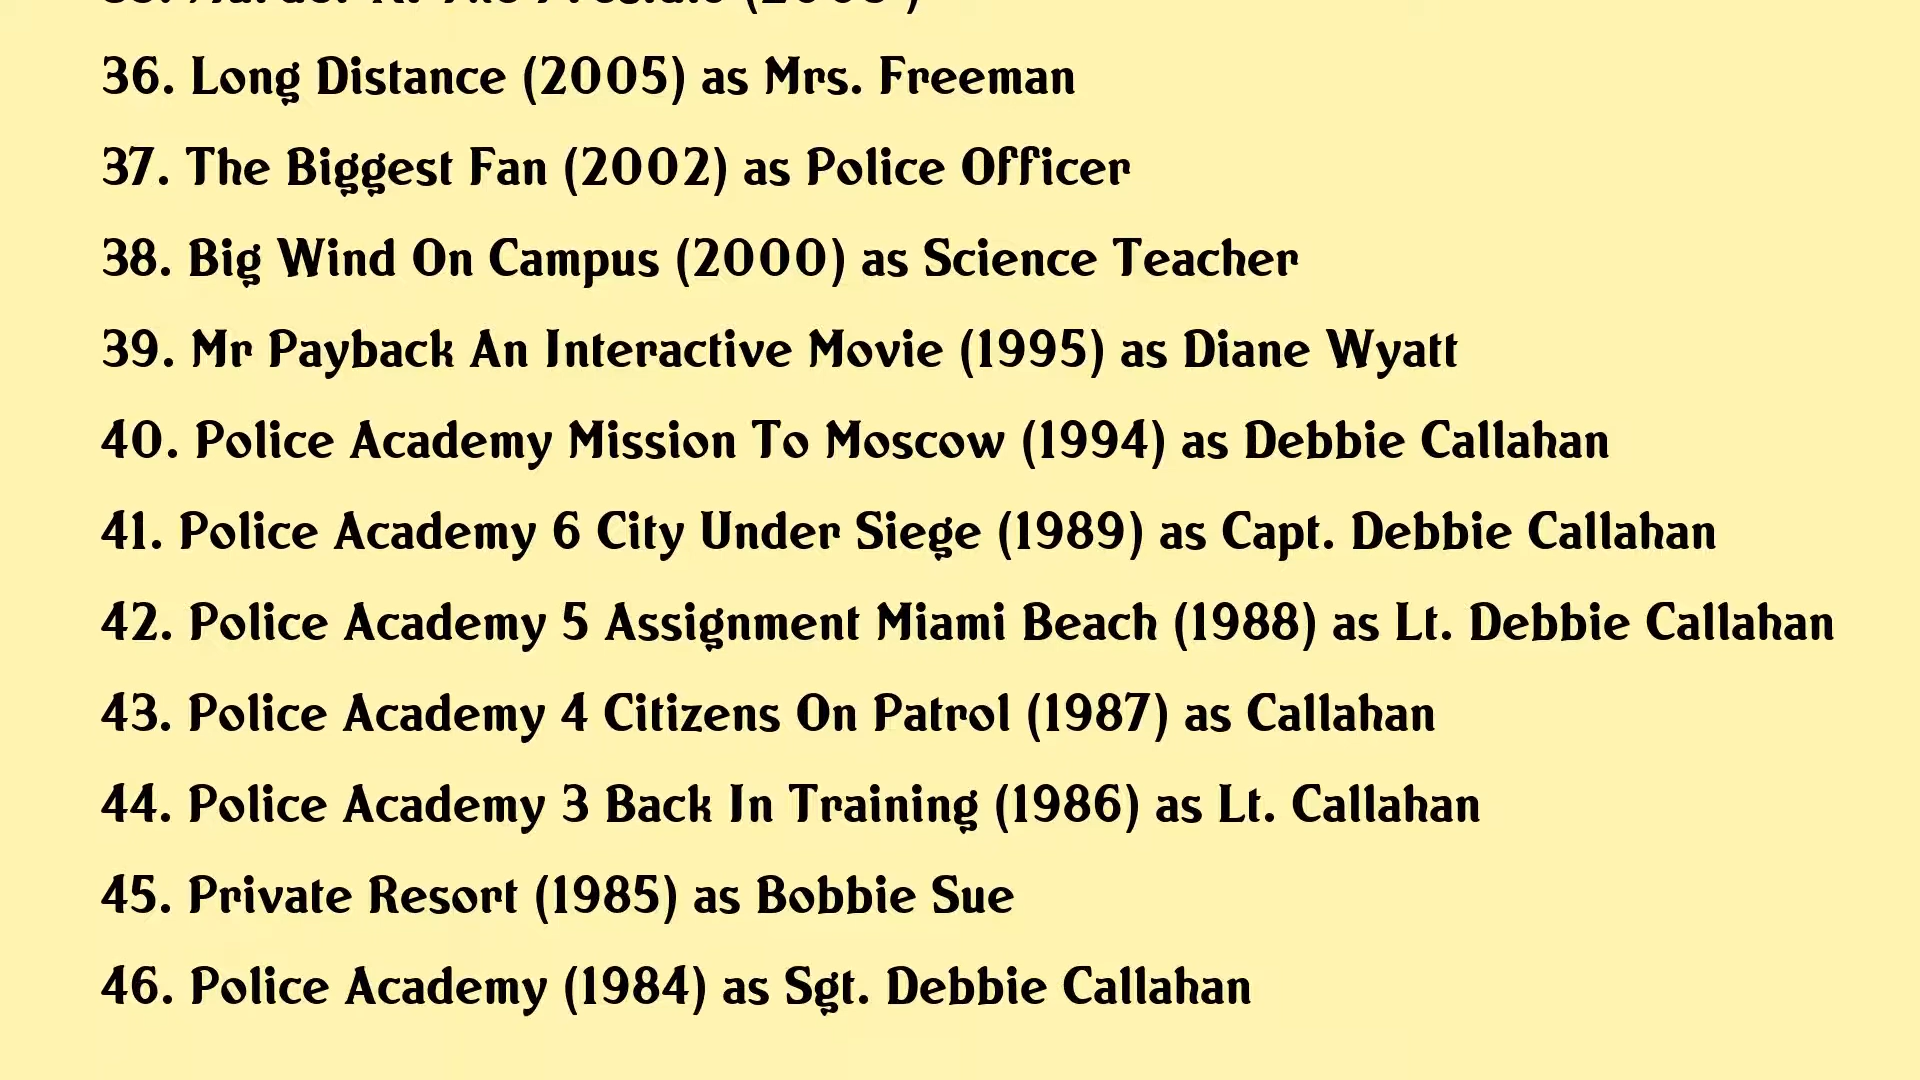 36. Long Distance (2005) as Mrs. Freeman
37. The Biggest Fan (2002) as Police Officer
38. Big Wind On Campus (2000) as Science Teacher
39. Mr Payback An Interactive Movie (1995) as Diane Wyatt
40. Police Academy Mission To Moscow (1994) as Debbie Callahan
41. Police Academy 6 City Under Siege (1989) as Capt. Debbie Callahan
42. Police Academy 5 Assignment Miami Beach (1988) as Lt. Debbie Callahan
43. Police Academy 4 Citizens On Patrol (1987) as Callahan
44. Police Academy 3 Back In Training (1986) as Lt. Callahan
45. Private Resort (1985) as Bobbie Sue
46. Police Academy (1984) as Sgt. Debbie Callahan